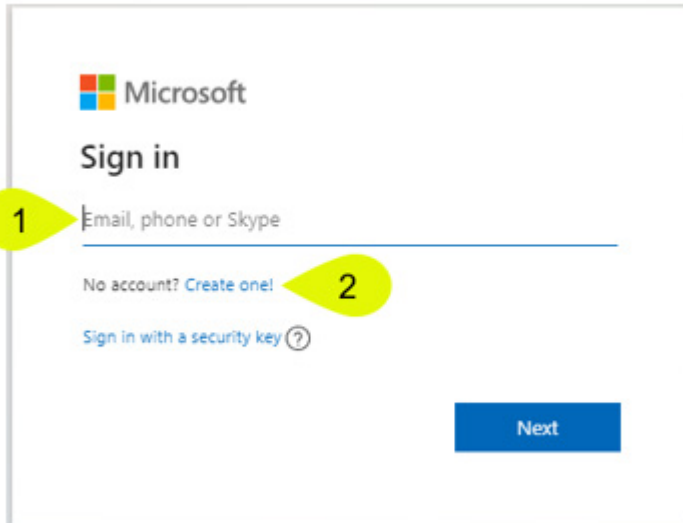 Microsoft
Sign in
1
Email, phone or Skype
No account? Create one!
2
Sign in with a security key ?
Next